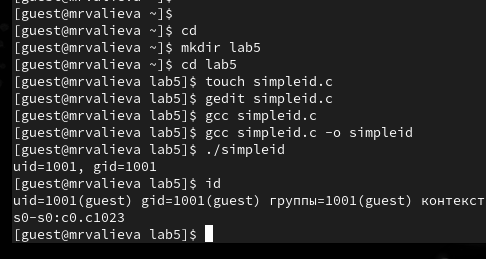 [guest@mrvalieva ~]$
[guest@mrvalieva ~]$
[guest@mrvalieva ~]$ cd
[guest@mrvalieva ~]$ mkdir lab5
[guest@mrvalieva ~]$ cd lab5
[guest@mrvalieva lab5]$ touch simpleid.c
[guest@mrvalieva lab5]$ gedit simpleid.c
[guest@mrvalieva lab5]$ gcc simpleid.c
[guest@mrvalieva lab5]$ gcc simpleid.c -o simpleid
[guest@mrvalieva lab5]$ ./simpleid
uid=1001, gid=1001
[guest@mrvalieva lab5]$ id
uid=1001(guest) gid=1001(guest) группы=1001(guest) контекст
s0-s0:c0.c1023
[guest@mrvalieva lab5]$